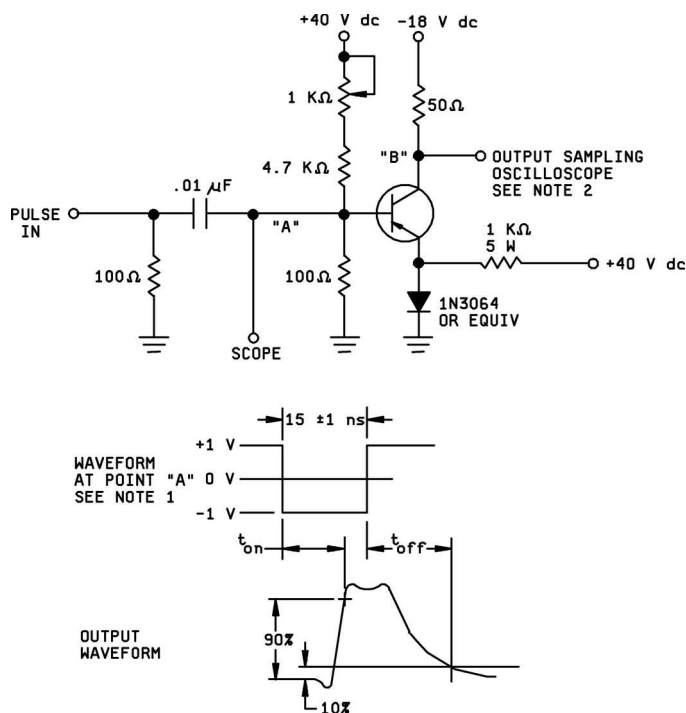 +40 V dc
-18 V dc
1 KΩ
50Ω
4.7 KΩ
"B"
OUTPUT SAMPLING
OSCILLOSCOPE
SEE NOTE 2
.01 µF
PULSE
IN
"A"
1 KΩ
5 W
+40 V dc
100Ω
100Ω
1N3064
OR EQUIV
SCOPE
15 ±1 ns
+1 V
WAVEFORM
AT POINT "A" 0 V
SEE NOTE 1
-1 V
ton
toff
90%
OUTPUT
WAVEFORM
10%